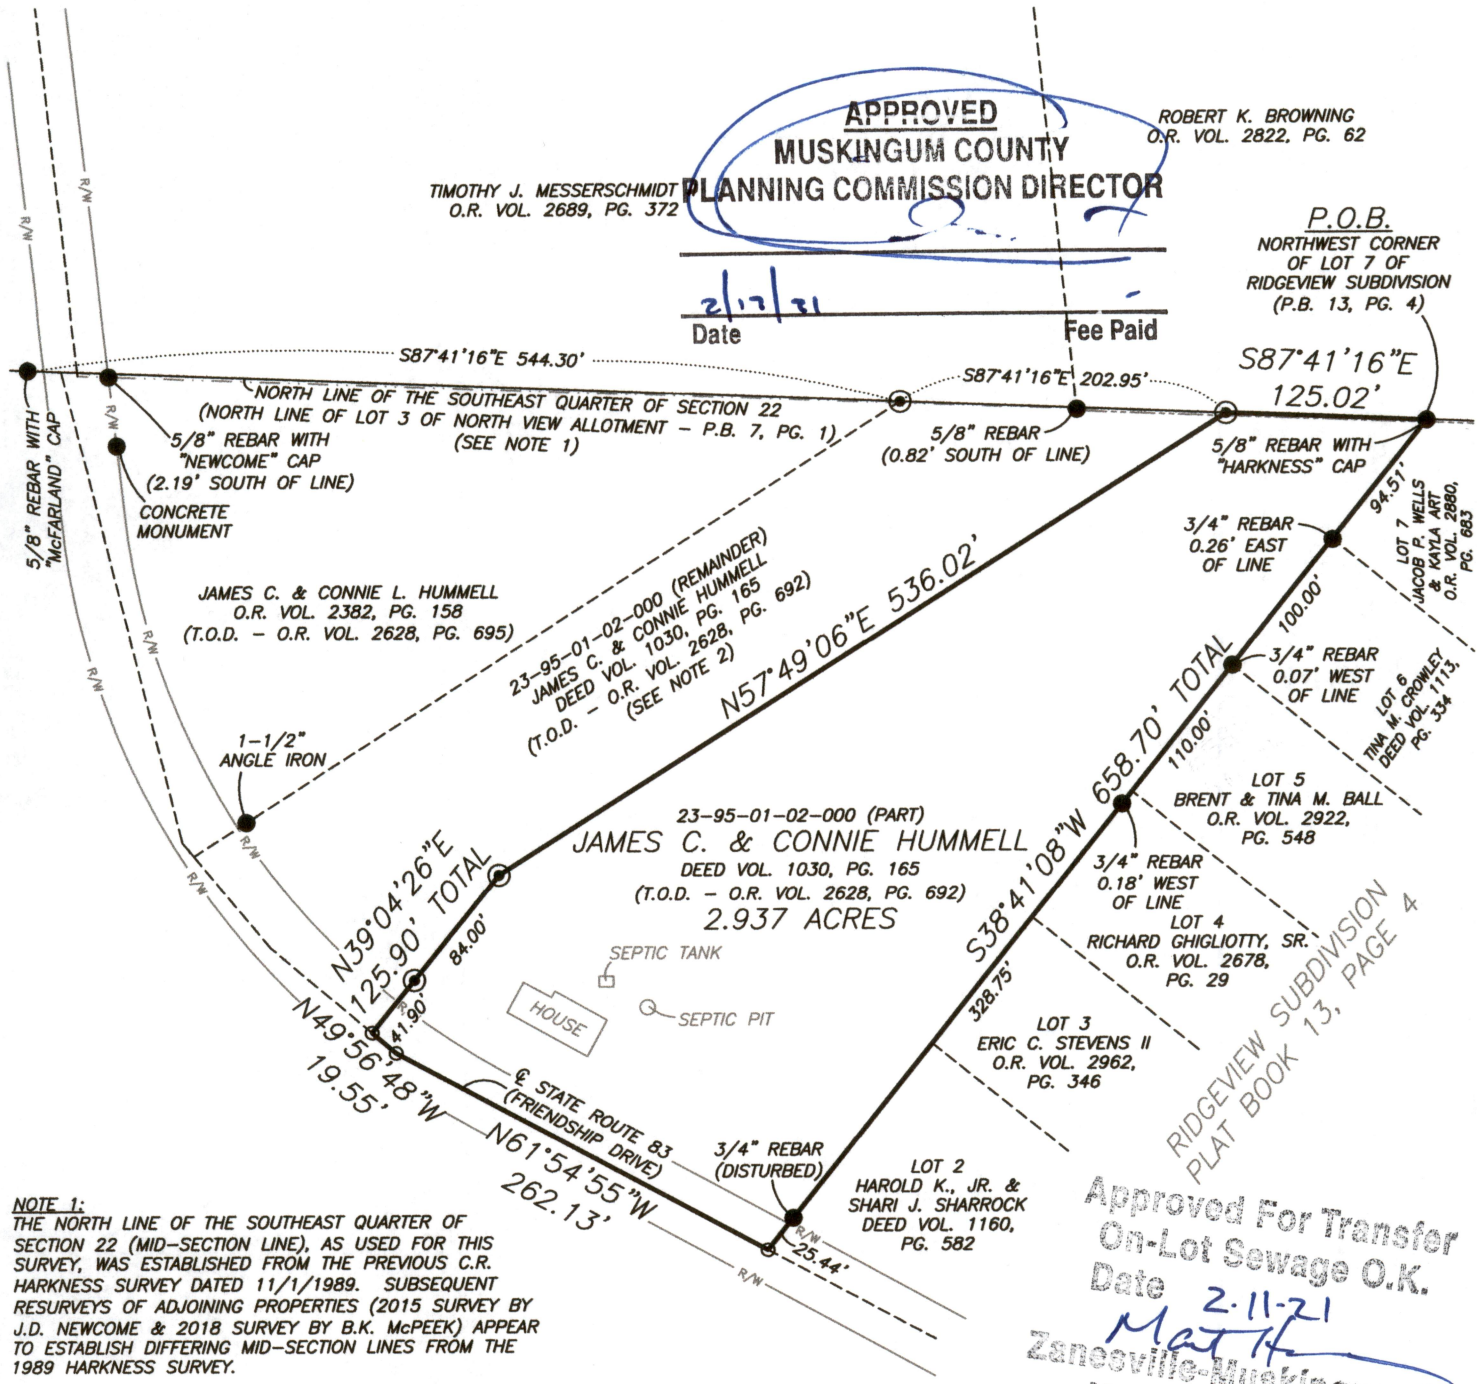 APPROVED
MUSKINGUM COUNTY
PLANNING COMMISSION DIRECTOR
2/17/21
Date
Fee Paid
ROBERT K. BROWNING
O.R. VOL. 2822, PG. 62
TIMOTHY J. MESSERSCHMIDT
O.R. VOL. 2689, PG. 372
P.O.B.
NORTHWEST CORNER
OF LOT 7 OF
RIDGEVIEW SUBDIVISION
(P.B. 13, PG. 4)
R/W
R/W
S87°41'16"E 544.30'
S87°41'16"E 202.95'
S87°41'16"E
125.02'
NORTH LINE OF THE SOUTHEAST QUARTER OF SECTION 22
(NORTH LINE OF LOT 3 OF NORTH VIEW ALLOTMENT - P.B. 7, PG. 1)
(SEE NOTE 1)
5/8" REBAR WITH
"McFARLAND" CAP
R/W
5/8" REBAR WITH
"NEWCOME" CAP
(2.19' SOUTH OF LINE)
CONCRETE
MONUMENT
5/8" REBAR
(0.82' SOUTH OF LINE)
5/8" REBAR WITH
"HARKNESS" CAP
94.51'
LOT 7
JACOB P. WELLS
& KAYLA ART
O.R. VOL. 2880,
PG. 683
3/4" REBAR
0.26' EAST
OF LINE
100.00'
JAMES C. & CONNIE L. HUMMELL
O.R. VOL. 2382, PG. 158
(T.O.D. - O.R. VOL. 2628, PG. 695)
R/W
R/W
23-95-01-02-000 (REMAINDER)
JAMES C. & CONNIE HUMMELL
DEED VOL. 1030, PG. 165
(T.O.D. - O.R. VOL. 2628, PG. 692)
(SEE NOTE 2)
N57°49'06"E 536.02'
3/4" REBAR
0.07' WEST
OF LINE
LOT 6
TINA M. CROWLEY
DEED VOL. 1113,
PG. 334
110.00'
S38°41'08"W 658.70' TOTAL
1-1/2"
ANGLE IRON
R/W
R/W
LOT 5
BRENT & TINA M. BALL
O.R. VOL. 2922,
PG. 548
23-95-01-02-000 (PART)
JAMES C. & CONNIE HUMMELL
DEED VOL. 1030, PG. 165
(T.O.D. - O.R. VOL. 2628, PG. 692)
2.937 ACRES
3/4" REBAR
0.18' WEST
OF LINE
LOT 4
RICHARD GHIGLIOTTY, SR.
O.R. VOL. 2678,
PG. 29
N39°04'26"E
125.90' TOTAL
84.00'
41.90'
SEPTIC TANK
HOUSE
SEPTIC PIT
328.75'
LOT 3
ERIC C. STEVENS II
O.R. VOL. 2962,
PG. 346
RIDGEVIEW SUBDIVISION
PLAT BOOK 13, PAGE 4
N49°56'48"W
19.55'
℄ STATE ROUTE 83
(FRIENDSHIP DRIVE)
N61°54'55"W
262.13'
3/4" REBAR
(DISTURBED)
LOT 2
HAROLD K., JR. &
SHARI J. SHARROCK
DEED VOL. 1160,
PG. 582
R/W
25.44'
R/W
NOTE 1:
THE NORTH LINE OF THE SOUTHEAST QUARTER OF
SECTION 22 (MID-SECTION LINE), AS USED FOR THIS
SURVEY, WAS ESTABLISHED FROM THE PREVIOUS C.R.
HARKNESS SURVEY DATED 11/1/1989. SUBSEQUENT
RESURVEYS OF ADJOINING PROPERTIES (2015 SURVEY BY
J.D. NEWCOME & 2018 SURVEY BY B.K. McPEEK) APPEAR
TO ESTABLISH DIFFERING MID-SECTION LINES FROM THE
1989 HARKNESS SURVEY.
Approved For Transfer
On-Lot Sewage O.K.
Date 2-11-21